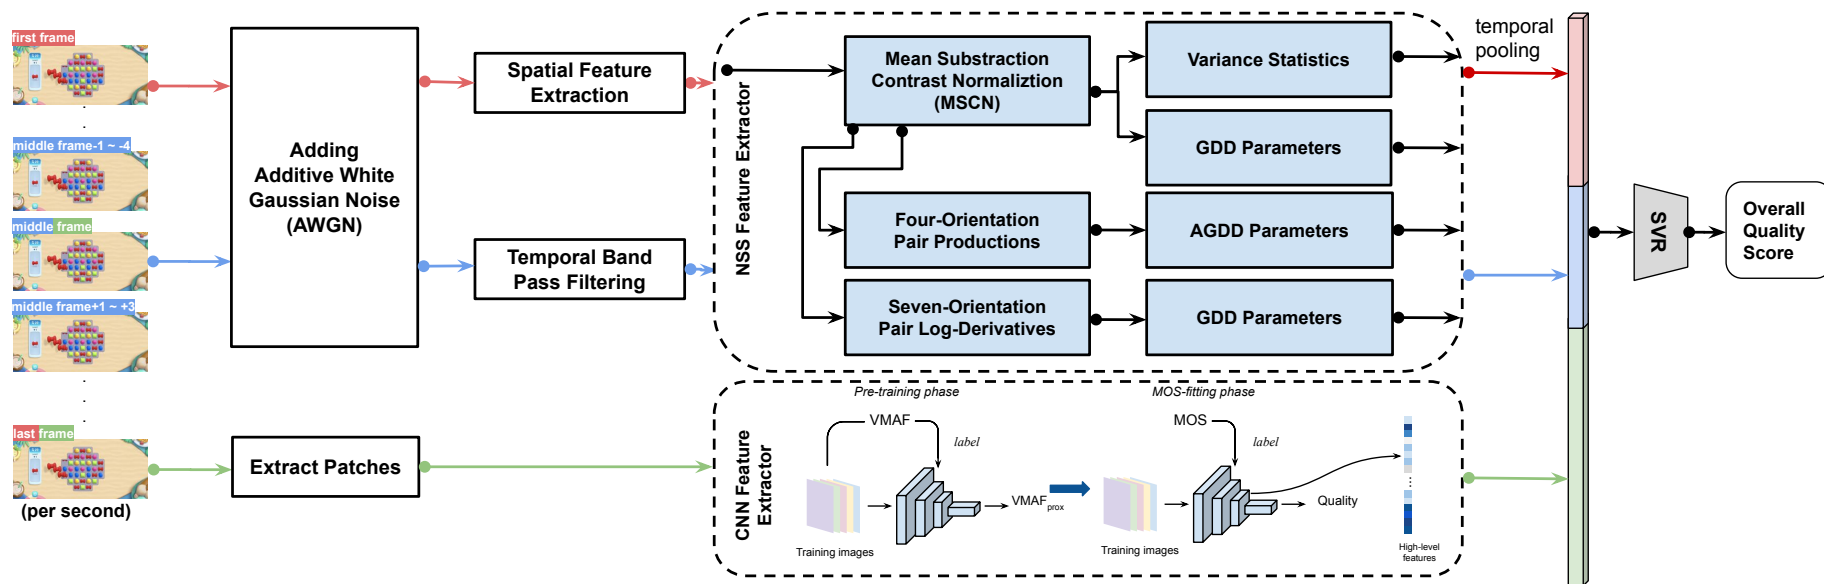 first frame
middle frame-1 ~ -4
middle frame
middle frame+1 ~ +3
last frame
(per second)
Adding
Additive White
Gaussian Noise
(AWGN)
Extract Patches
Spatial Feature
Extraction
Temporal Band
Pass Filtering
NSS Feature Extractor
Mean Substraction
Contrast Normaliztion
(MSCN)
Variance Statistics
GDD Parameters
Four-Orientation
Pair Productions
AGDD Parameters
Seven-Orientation
Pair Log-Derivatives
GDD Parameters
CNN Feature
Extractor
Pre-training phase
VMAF
label
Training images
VMAFprox
MOS-fitting phase
MOS
label
Training images
Quality
High-level
features
temporal
pooling
SVR
Overall
Quality
Score